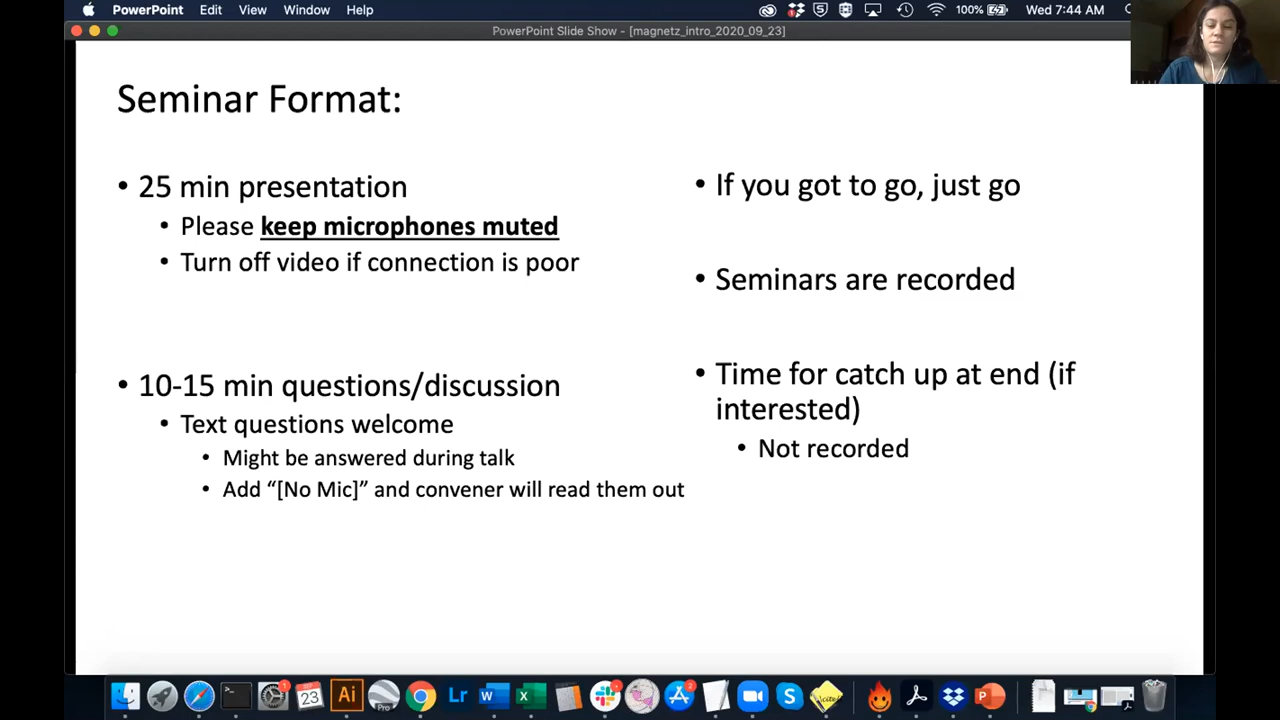 PowerPoint Edit View Window Help 100% Wed 7:44 AM
PowerPoint Slide Show - [magnetz_intro_2020_09_23]
Seminar Format:
• 25 min presentation
• Please keep microphones muted
• Turn off video if connection is poor
• 10-15 min questions/discussion
• Text questions welcome
• Might be answered during talk
• Add “[No Mic]” and convener will read them out
• If you got to go, just go
• Seminars are recorded
• Time for catch up at end (if
interested)
• Not recorded
23 Ai Pro Lr W X S P